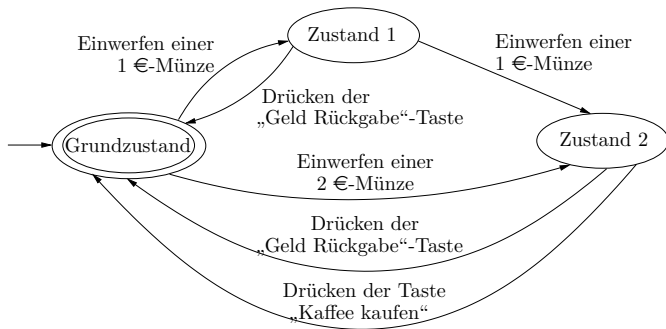 Einwerfen einer
1 €-Münze
Zustand 1
Einwerfen einer
1 €-Münze
Drücken der
„Geld Rückgabe“-Taste
Grundzustand
Zustand 2
Einwerfen einer
2 €-Münze
Drücken der
„Geld Rückgabe“-Taste
Drücken der Taste
„Kaffee kaufen“